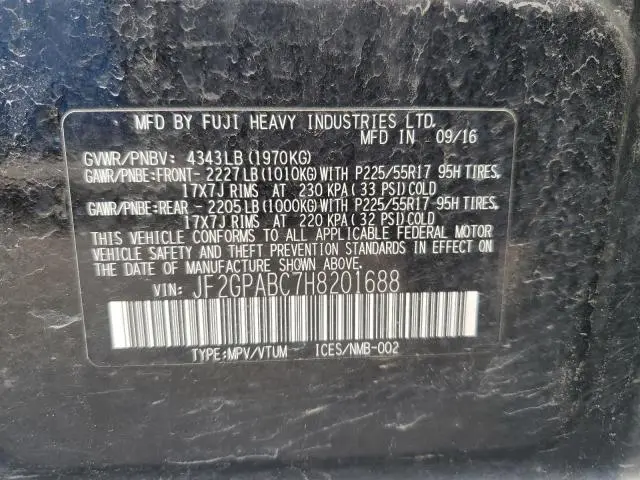 MFD BY FUJI HEAVY INDUSTRIES LTD.
MFD IN 09/16
GVWR/PNBV: 4343LB(1970KG)
GAWR/PNBE:FRONT- 2227LB(1010KG)WITH P225/55R17 95H TIRES,
17X7J RIMS AT 230 KPA(33 PSI)COLD
GAWR/PNBE:REAR - 2205LB(1000KG)WITH P225/55R17 95H TIRES,
17X7J RIMS AT 220 KPA(32 PSI)COLD
THIS VEHICLE CONFORMS TO ALL APPLICABLE FEDERAL MOTOR
VEHICLE SAFETY AND THEFT PREVENTION STANDARDS IN EFFECT ON
THE DATE OF MANUFACTURE SHOWN ABOVE.
VIN: JF2GPABC7H8201688
TYPE:MPV/VTUM ICES/NMB-002